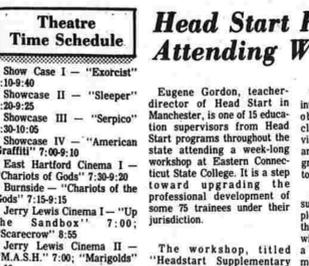 Theatre
Time Schedule
Show Case I — "Exorcist"
:10-9:40
Showcase II — "Sleeper"
:20-9:25
Showcase III — "Serpico"
:30-10:05
Showcase IV — "American
Graffiti" 7:00-9:10
East Hartford Cinema I —
"Chariots of Gods" 7:30-9:20
Burnside — "Chariots of the
Gods" 7:15-9:15
Jerry Lewis Cinema I — "Up
the Sandbox" 7:00;
"Scarecrow" 8:55
Jerry Lewis Cinema II —
"M.A.S.H." 7:00; "Marigolds"
Head Start
Attending W
Eugene Gordon, teacher-
director of Head Start in
Manchester, is one of 15 educa-
tion supervisors from Head
Start programs throughout the
state attending a week-long
workshop at Eastern Connec-
ticut State College. It is a step
toward upgrading the
professional development of
some 75 trainees under their
jurisdiction.
The workshop, titled
"Headstart Supplementary